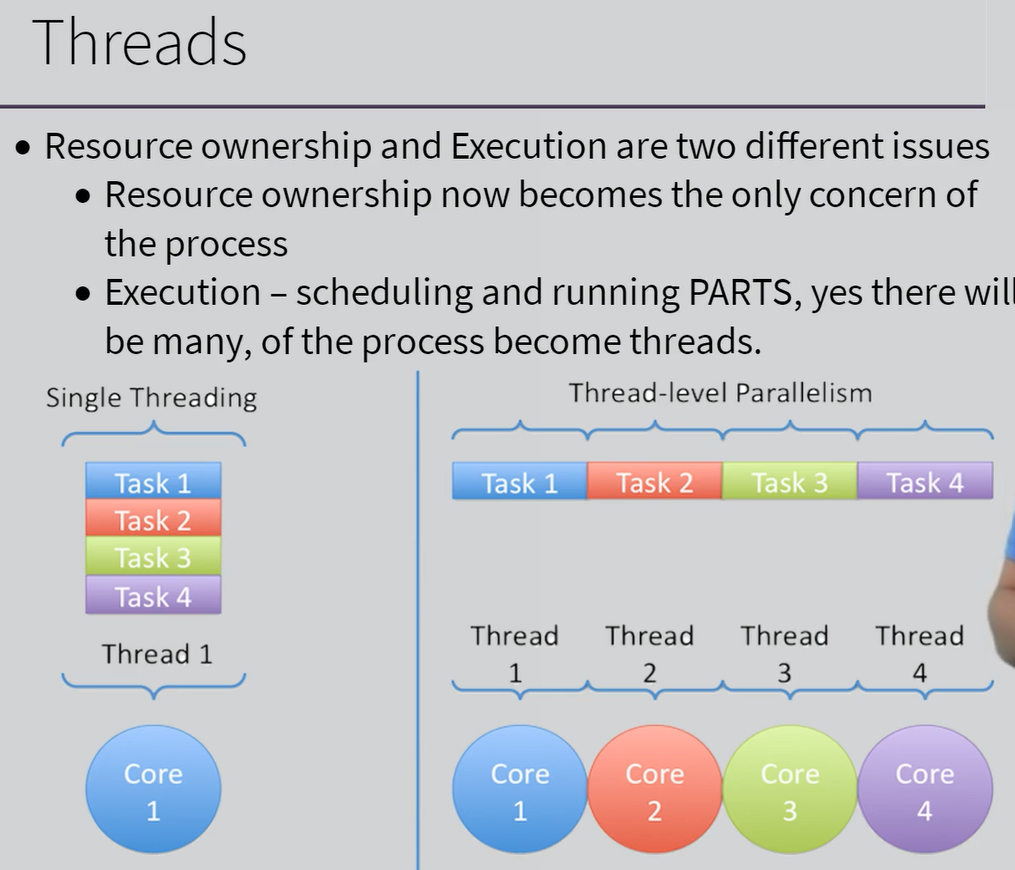 Threads
• Resource ownership and Execution are two different issues
• Resource ownership now becomes the only concern of
the process
• Execution – scheduling and running PARTS, yes there will
be many, of the process become threads.
Single Threading
Task 1
Task 2
Task 3
Task 4
Thread 1
Core
1
Thread-level Parallelism
Task 1 Task 2 Task 3 Task 4
Thread Thread Thread Thread
1 2 3 4
Core Core Core Core
1 2 3 4